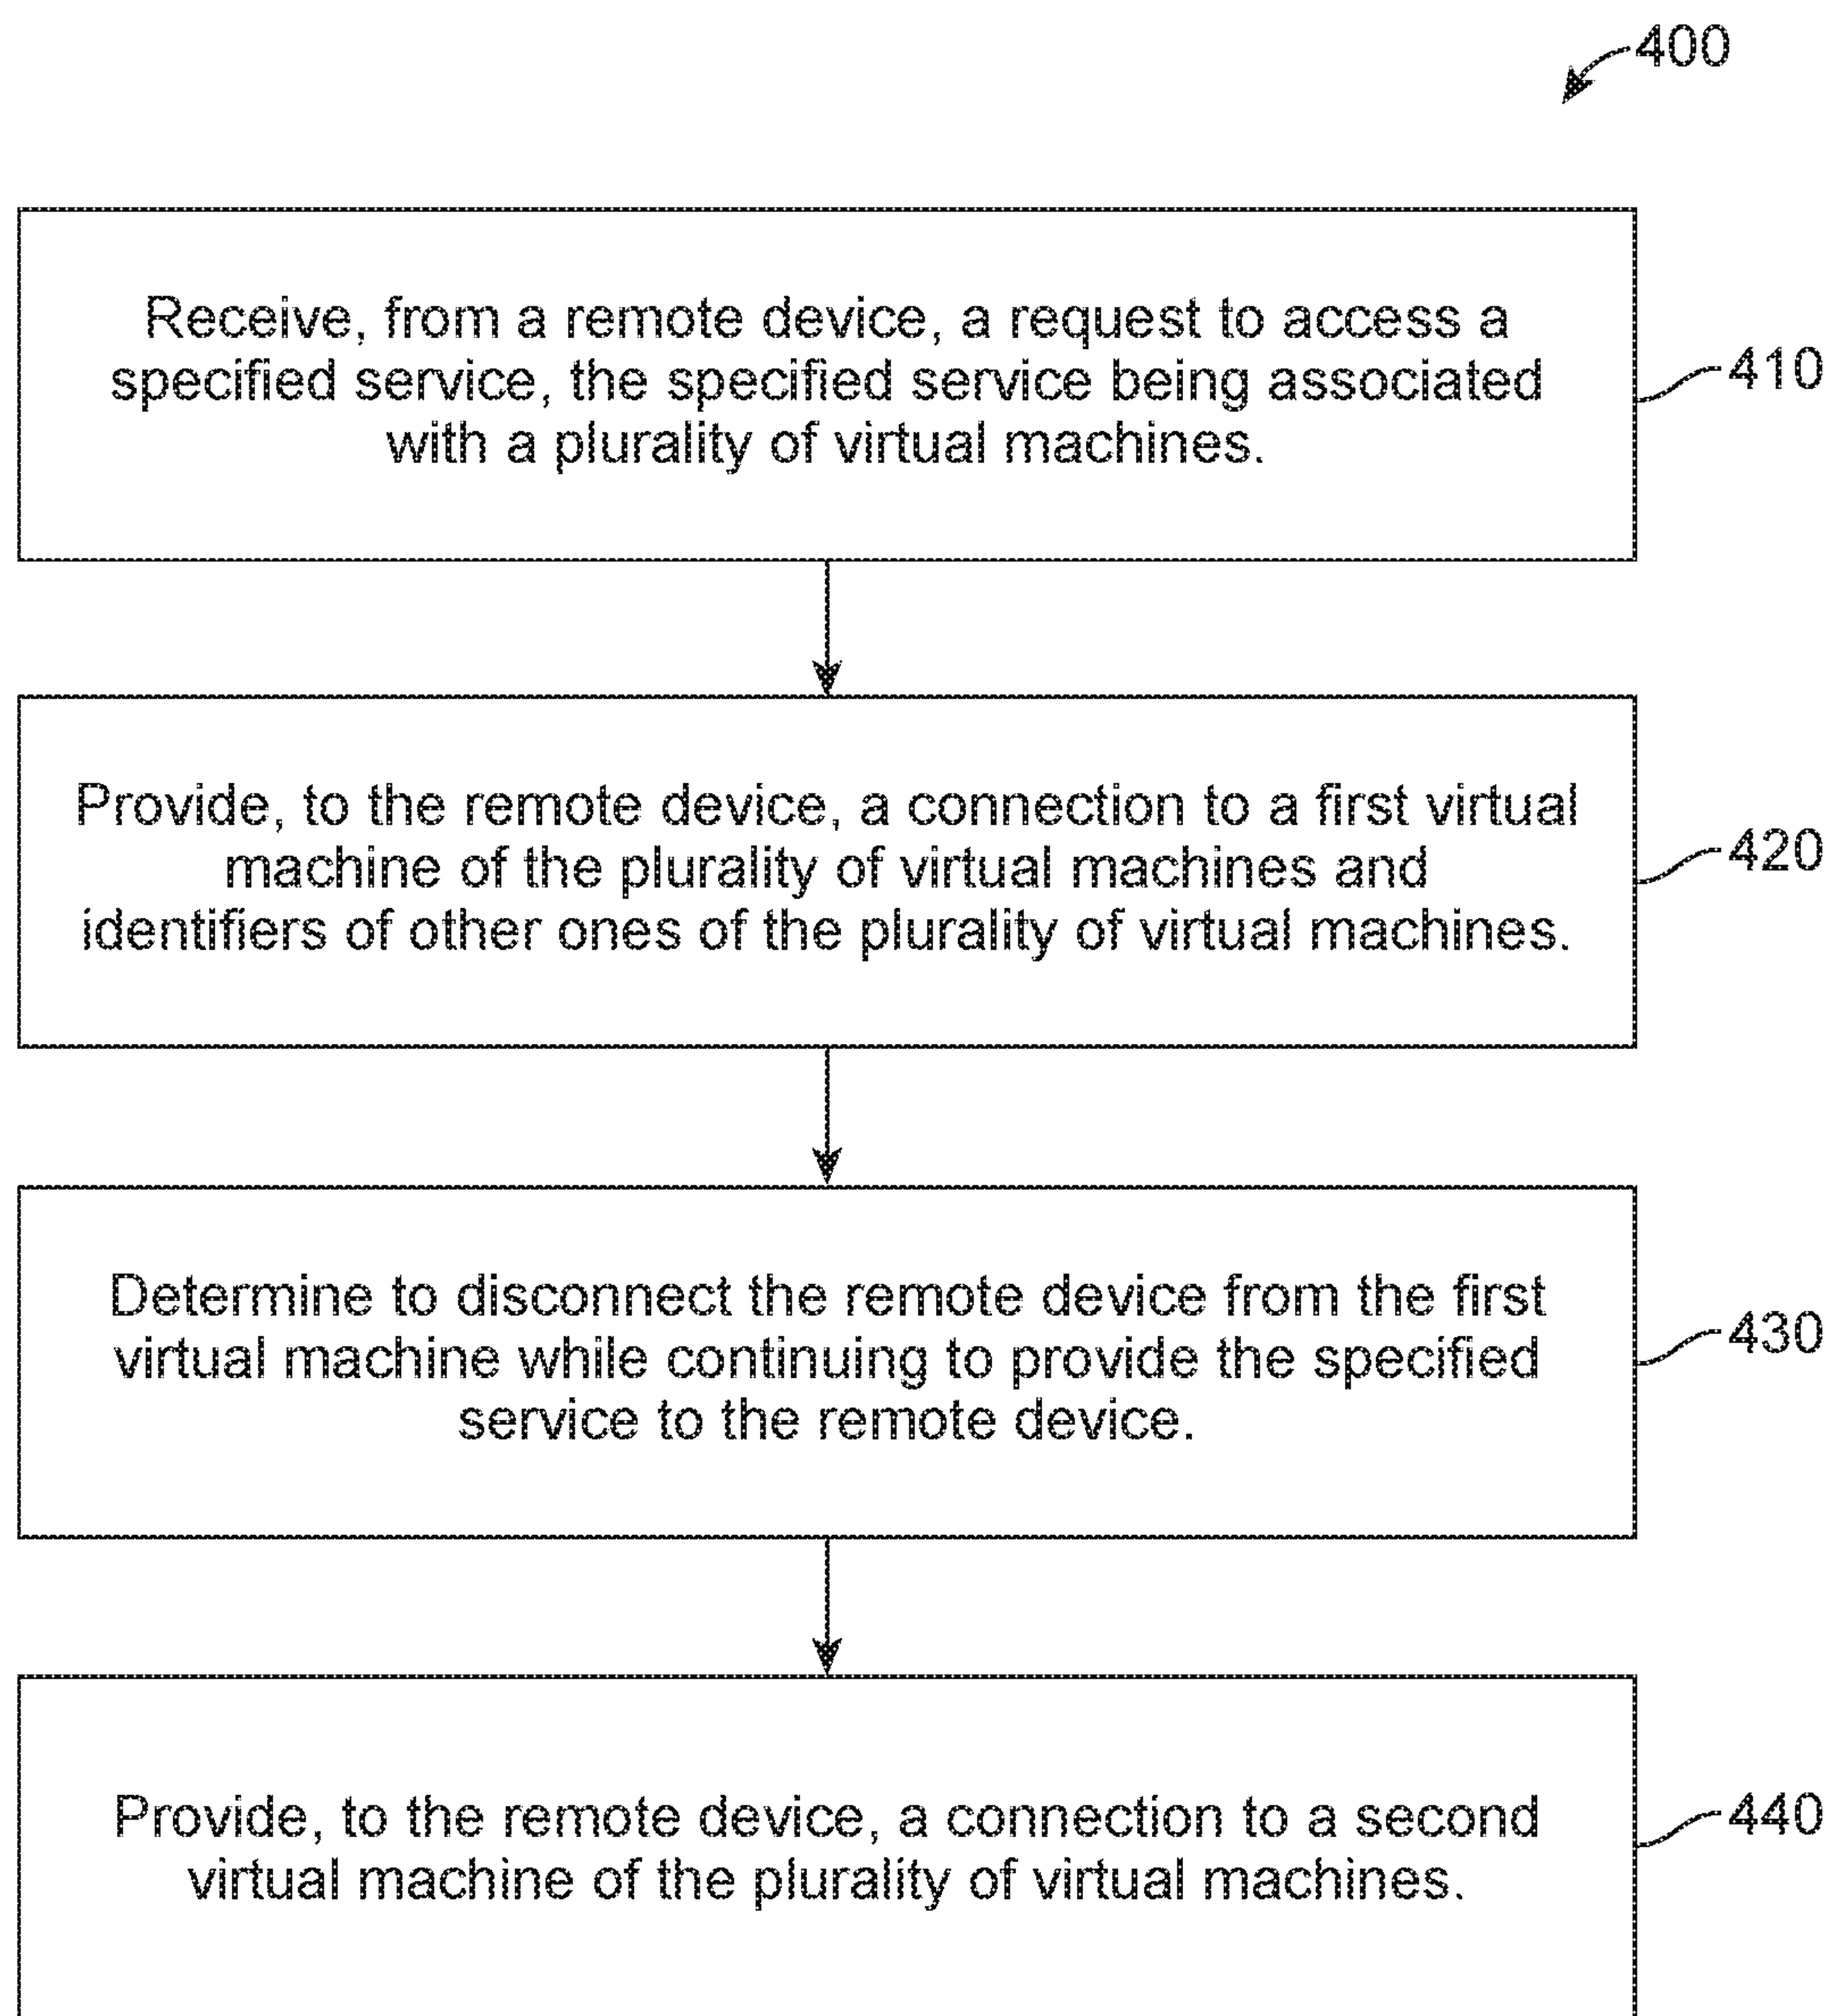 400
Receive, from a remote device, a request to access a
specified service, the specified service being associated
with a plurality of virtual machines.
410
Provide, to the remote device, a connection to a first virtual
machine of the plurality of virtual machines and
identifiers of other ones of the plurality of virtual machines.
420
Determine to disconnect the remote device from the first
virtual machine while continuing to provide the specified
service to the remote device.
430
Provide, to the remote device, a connection to a second
virtual machine of the plurality of virtual machines.
440